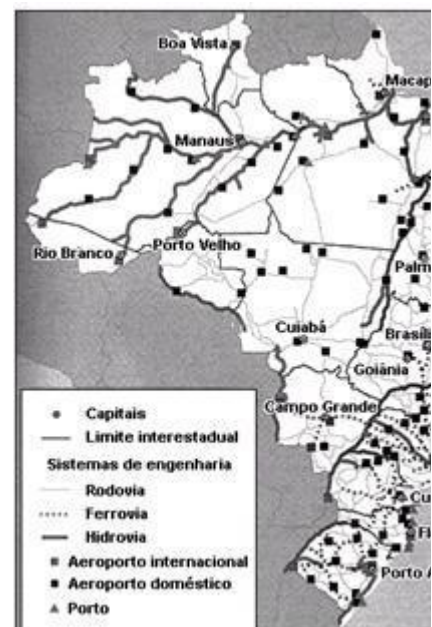 Boa Vista
Macap
Manaus
Rio Branco
Porto Velho
Palm
Cuiabá
Brasíli
Goiânia
Campo Grande
Cu
Fl
Porto A
Capitais
Limite interestadual
Sistemas de engenharia
Rodovia
Ferrovia
Hidrovia
Aeroporto internacional
Aeroporto doméstico
Porto